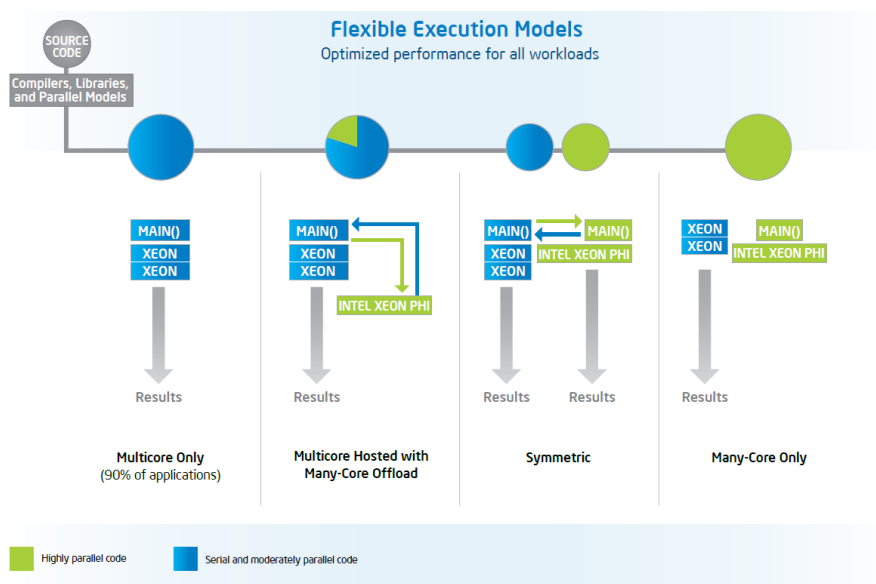 Flexible Execution Models
Optimized performance for all workloads
SOURCE
CODE
Compilers, Libraries,
and Parallel Models
MAIN()
XEON
XEON
Results
Multicore Only
(90% of applications)
MAIN()
XEON
XEON
INTEL XEON PHI
Results
Multicore Hosted with
Many-Core Offload
MAIN()
XEON
XEON
MAIN()
INTEL XEON PHI
Results
Results
Symmetric
XEON
XEON
MAIN()
INTEL XEON PHI
Results
Many-Core Only
Highly parallel code
Serial and moderately parallel code